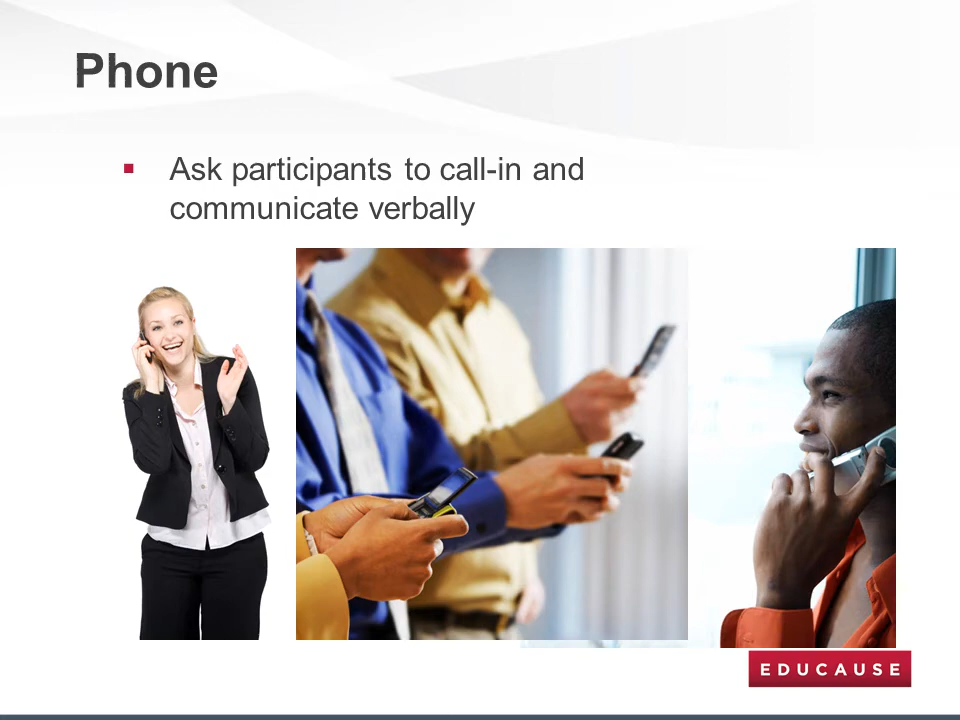 Phone
Ask participants to call-in and
communicate verbally
EDUCAUSE